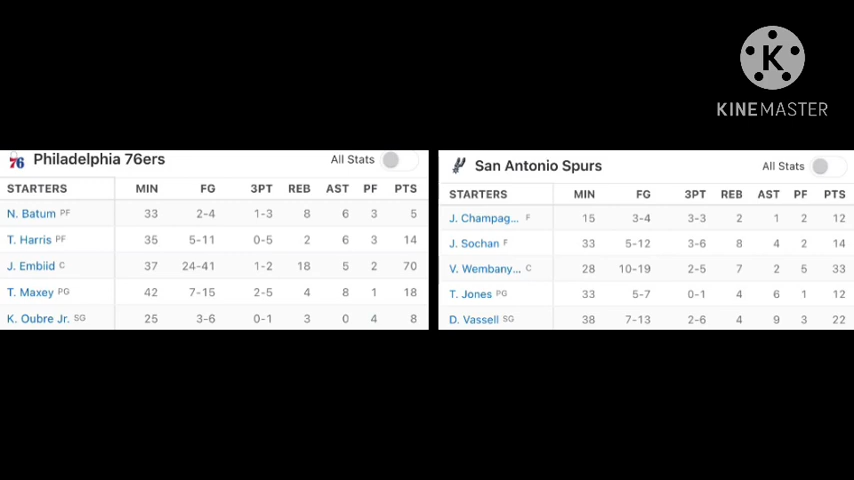 K
KINEMASTER
76 Philadelphia 76ers All Stats
STARTERS MIN FG 3PT REB AST PF PTS
N. Batum PF 33 2-4 1-3 8 6 3 5
T. Harris PF 35 5-11 0-5 2 6 3 14
J. Embiid C 37 24-41 1-2 18 5 2 70
T. Maxey PG 42 7-15 2-5 4 8 1 18
K. Oubre Jr. SG 25 3-6 0-1 3 0 4 8
San Antonio Spurs All Stats
STARTERS MIN FG 3PT REB AST PF PTS
J. Champag... F 15 3-4 3-3 2 1 2 12
J. Sochan F 33 5-12 3-6 8 4 2 14
V. Wembany... C 28 10-19 2-5 7 2 5 33
T. Jones PG 33 5-7 0-1 4 6 1 12
D. Vassell SG 38 7-13 2-6 4 9 3 22